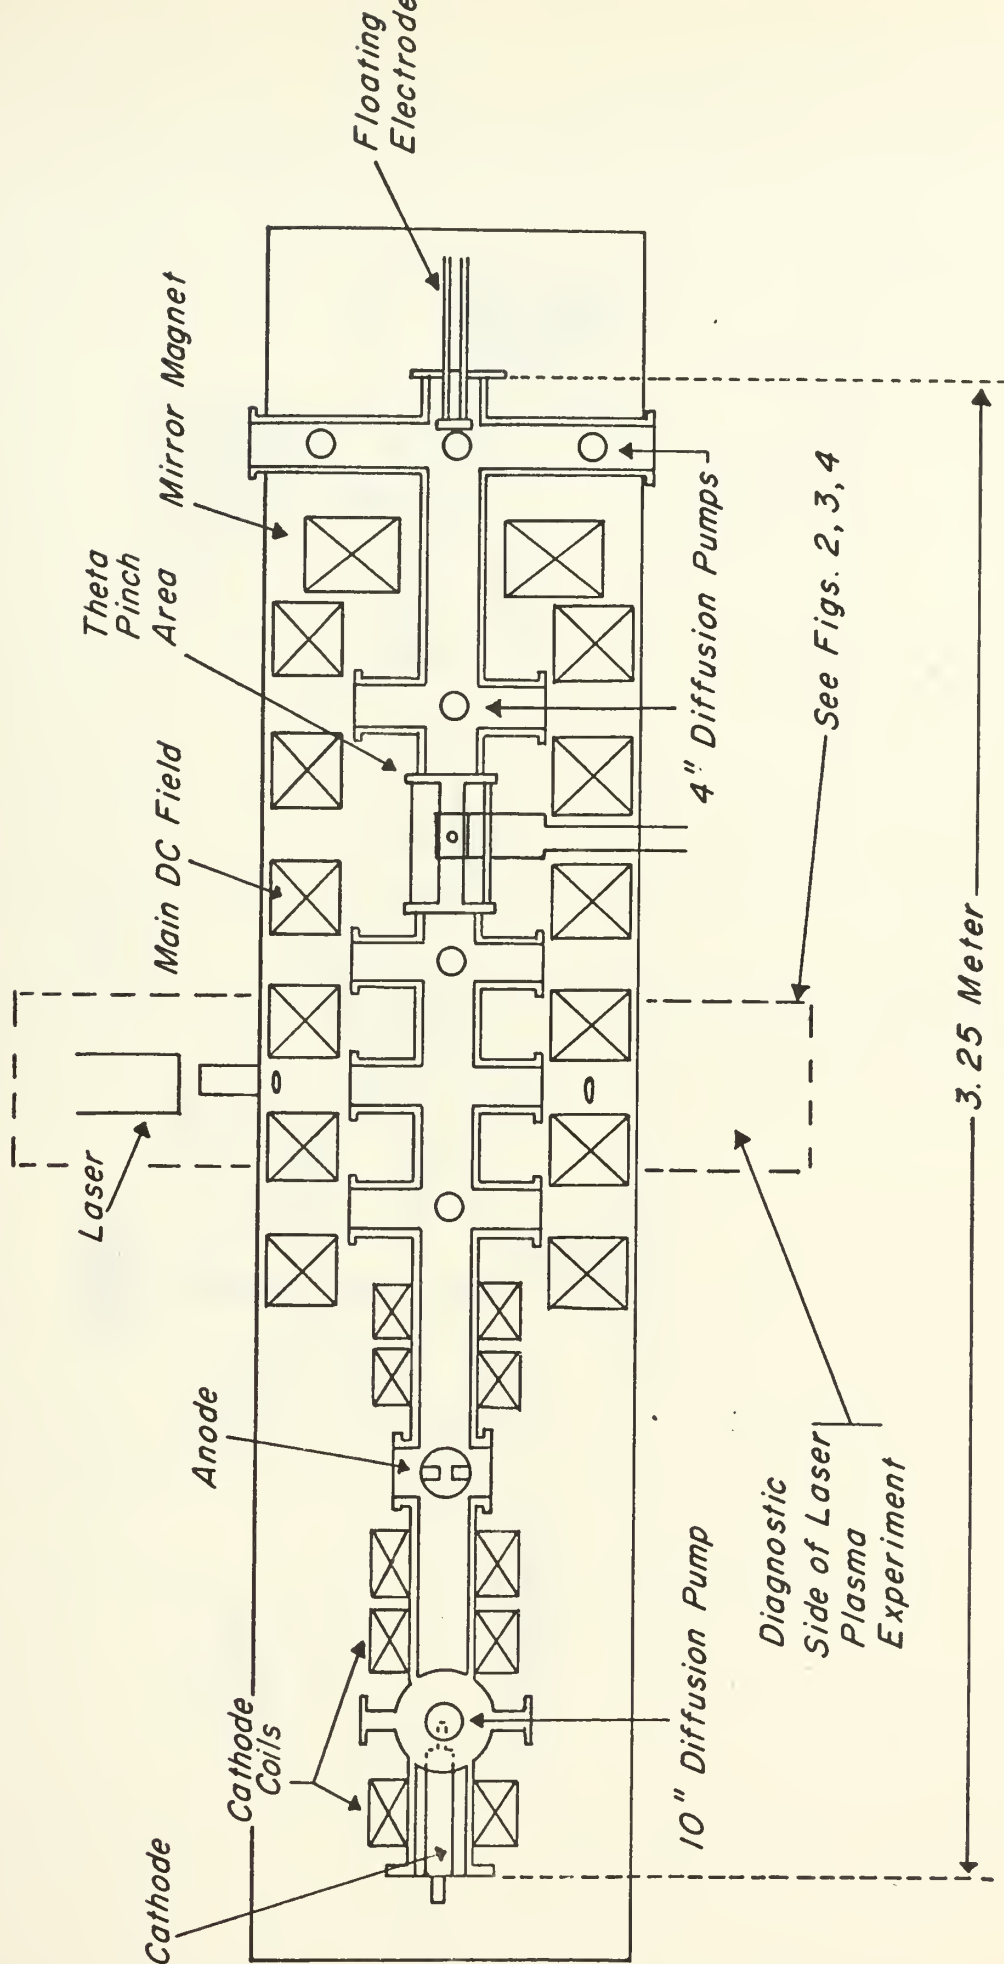 Cathode
Cathode
Coils
Anode
Laser
Main DC Field
Theta
Pinch
Area
Mirror Magnet
Floating
Electrode
10" Diffusion Pump
Diagnostic
Side of Laser
Plasma
Experiment
4" Diffusion Pumps
See Figs. 2, 3, 4
3.25 Meter